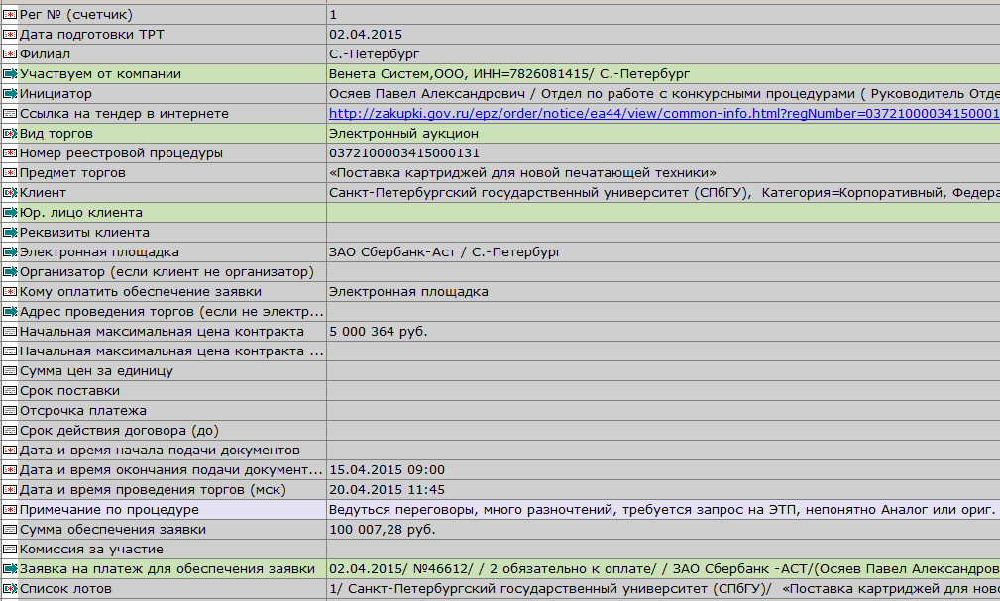 Рег № (счетчик) 1
Дата подготовки ТРТ 02.04.2015
Филиал С.-Петербург
Участвуем от компании Венета Систем,ООО, ИНН=7826081415/ С.-Петербург
Инициатор Осяев Павел Александрович / Отдел по работе с конкурсными процедурами ( Руководитель Отде
Ссылка на тендер в интернете http://zakupki.gov.ru/epz/order/notice/ea44/view/common-info.html?regNumber=03721000034150001
Вид торгов Электронный аукцион
Номер реестровой процедуры 0372100003415000131
Предмет торгов «Поставка картриджей для новой печатающей техники»
Клиент Санкт-Петербургский государственный университет (СПбГУ), Категория=Корпоративный, Федера
Юр. лицо клиента
Реквизиты клиента
Электронная площадка ЗАО Сбербанк-Аст / С.-Петербург
Организатор (если клиент не организатор)
Кому оплатить обеспечение заявки Электронная площадка
Адрес проведения торгов (если не электр...
Начальная максимальная цена контракта 5 000 364 руб.
Начальная максимальная цена контракта ...
Сумма цен за единицу
Срок поставки
Отсрочка платежа
Срок действия договора (до)
Дата и время начала подачи документов
Дата и время окончания подачи документ... 15.04.2015 09:00
Дата и время проведения торгов (мск) 20.04.2015 11:45
Примечание по процедуре Ведуться переговоры, много разночтений, требуется запрос на ЭТП, непонятно Аналог или ориг.
Сумма обеспечения заявки 100 007,28 руб.
Комиссия за участие
Заявка на платеж для обеспечения заявки 02.04.2015/ №46612/ / 2 обязательно к оплате/ / ЗАО Сбербанк -АСТ/(Осяев Павел Александров
Список лотов 1/ Санкт-Петербургский государственный университет (СПбГУ)/ «Поставка картриджей для ново